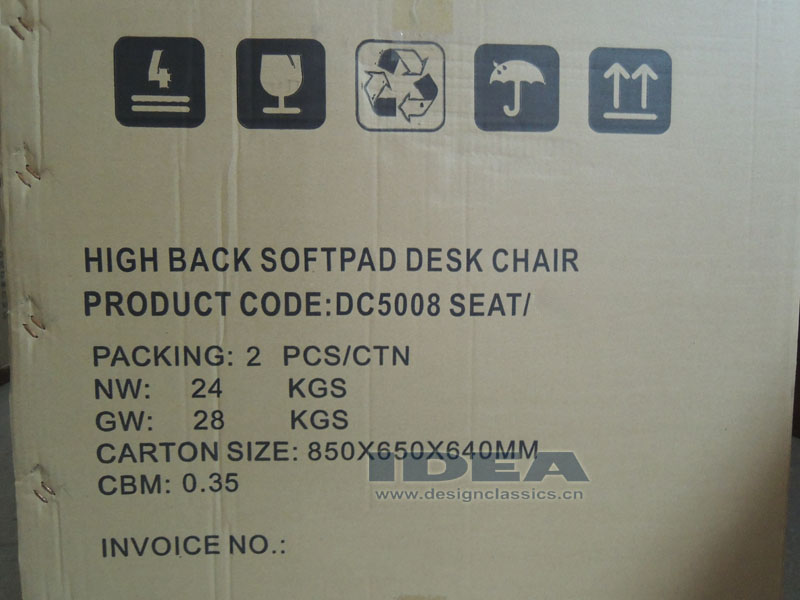 4
HIGH BACK SOFTPAD DESK CHAIR
PRODUCT CODE:DC5008 SEAT/
PACKING: 2 PCS/CTN
NW: 24 KGS
GW: 28 KGS
CARTON SIZE: 850X650X640MM
IDEA
www.designclassics.cn
CBM: 0.35
INVOICE NO.: